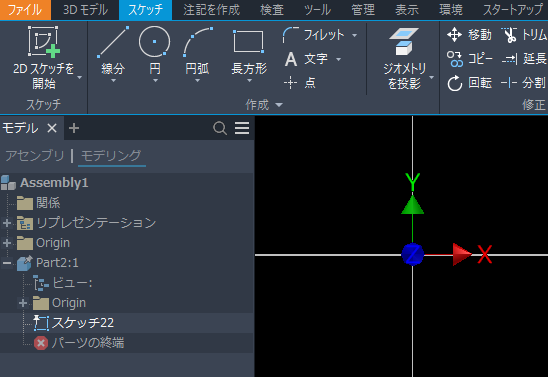 ファイル 3D モデル スケッチ 注記を作成 検査 ツール 管理 表示 環境 スタートアップ
2D スケッチを
開始
線分
円
円弧
長方形
フィレット
文字
点
ジオメトリ
を投影
移動 トリム
コピー 延長
回転 分割
スケッチ 作成 修正
モデル
アセンブリ モデリング
Assembly1
関係
リプレゼンテーション
Origin
Part2:1
ビュー:
Origin
スケッチ22
パーツの終端
Y
Z
X